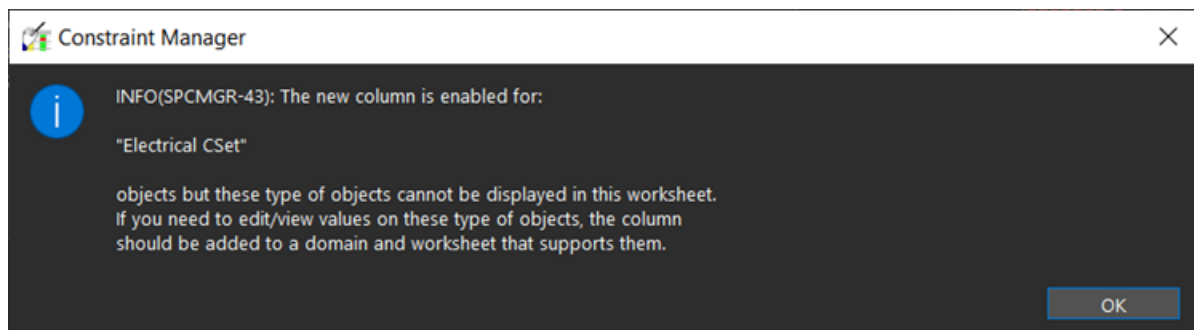 Constraint Manager
INFO(SPCMGR-43): The new column is enabled for:
"Electrical CSet"
objects but these type of objects cannot be displayed in this worksheet.
If you need to edit/view values on these type of objects, the column
should be added to a domain and worksheet that supports them.
OK